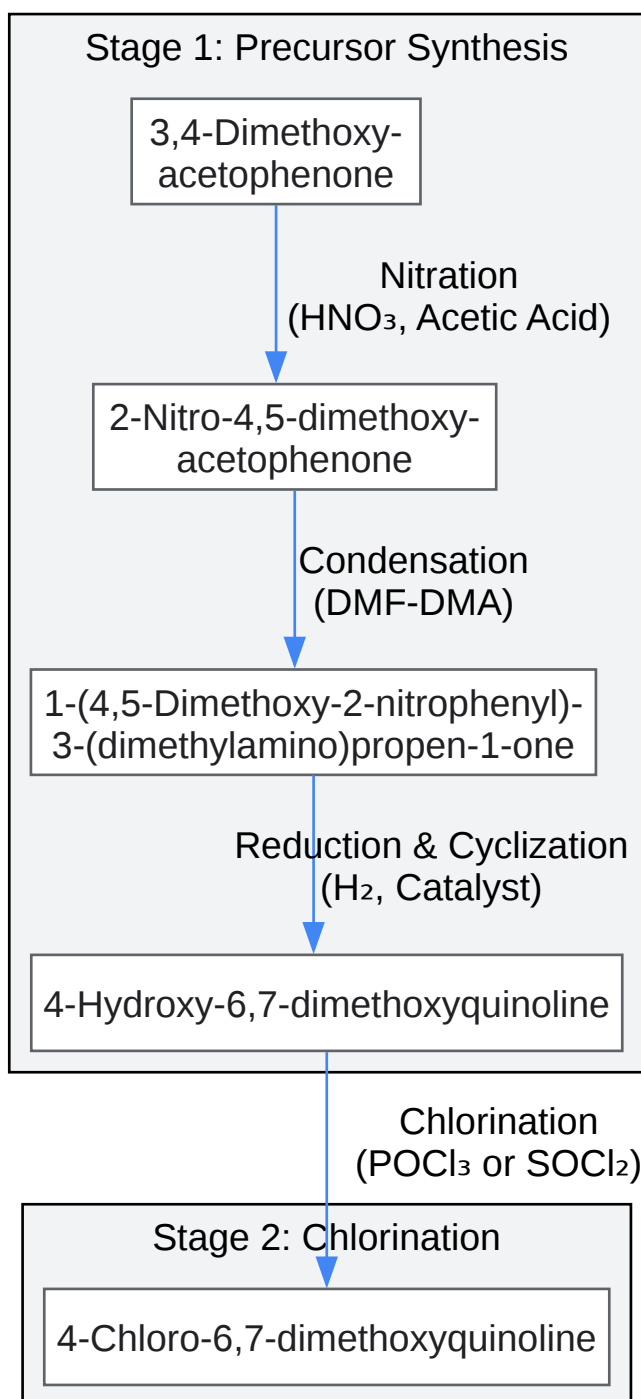 Stage 1: Precursor Synthesis
3,4-Dimethoxy-
acetophenone
Nitration
(HNO₃, Acetic Acid)
2-Nitro-4,5-dimethoxy-
acetophenone
Condensation
(DMF-DMA)
1-(4,5-Dimethoxy-2-nitrophenyl)-
3-(dimethylamino)propen-1-one
Reduction & Cyclization
(H₂, Catalyst)
4-Hydroxy-6,7-dimethoxyquinoline
Chlorination
(POCl₃ or SOCl₂)
Stage 2: Chlorination
4-Chloro-6,7-dimethoxyquinoline